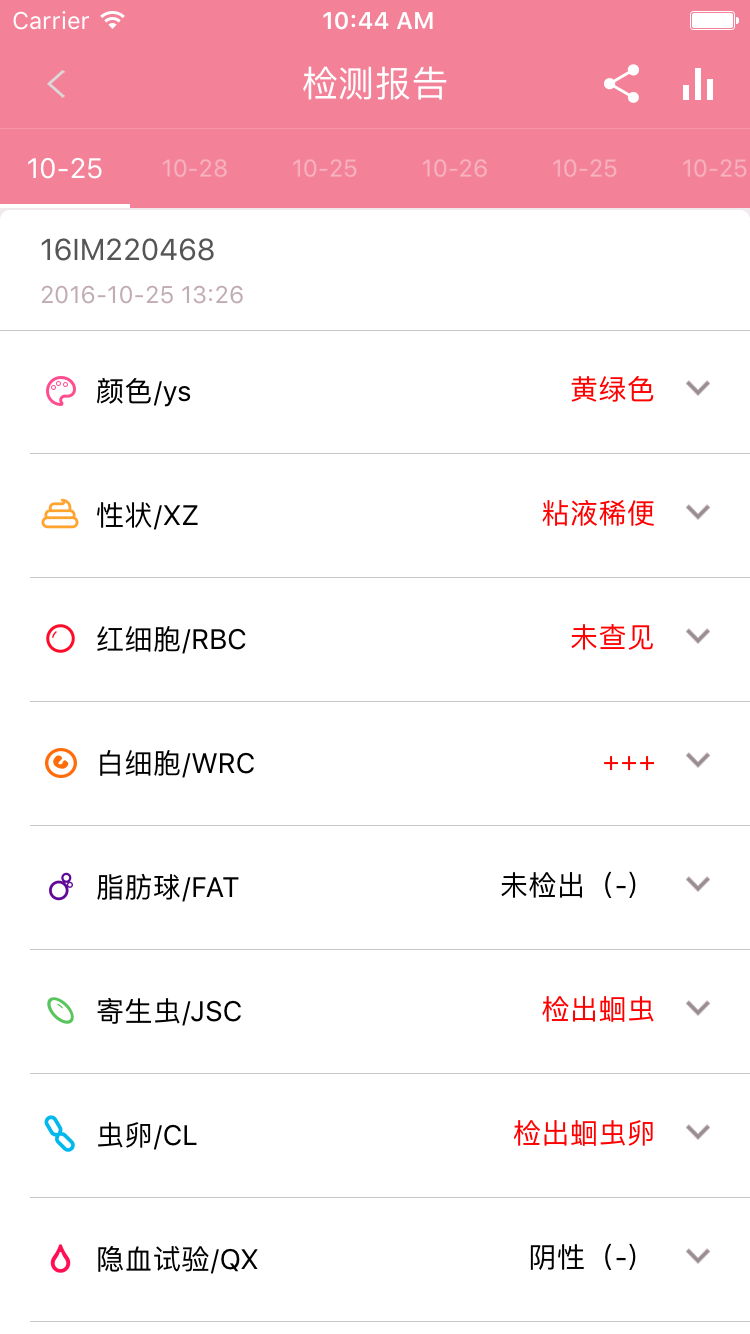 Carrier 10:44 AM
检测报告
10-25 10-28 10-25 10-26 10-25 10-25
16IM220468
2016-10-25 13:26
颜色/ys 黄绿色
性状/XZ 粘液稀便
红细胞/RBC 未查见
白细胞/WRC +++
脂肪球/FAT 未检出（-）
寄生虫/JSC 检出蛔虫
虫卵/CL 检出蛔虫卵
隐血试验/QX 阴性（-）